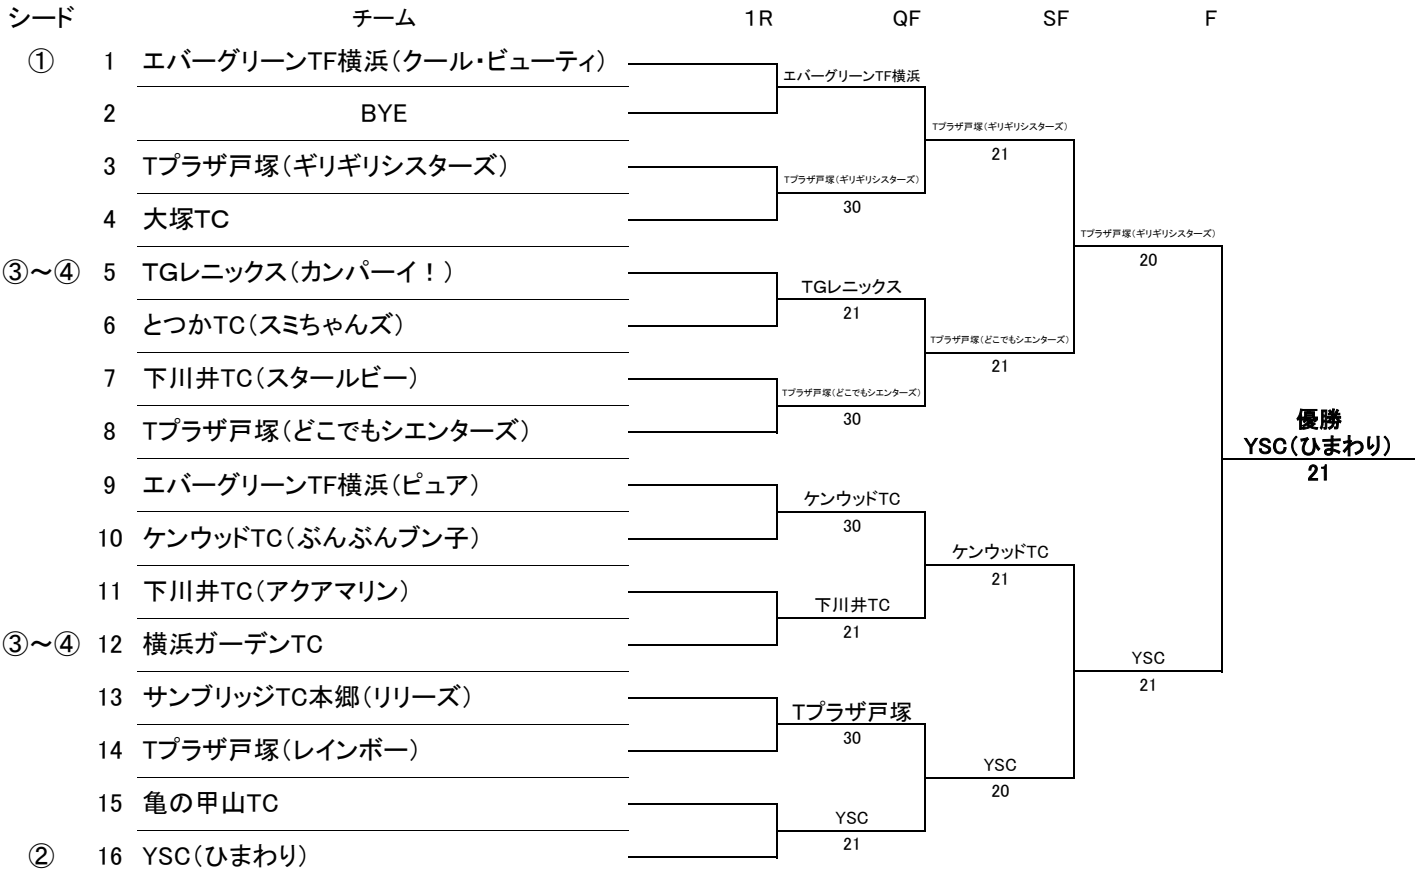 シード チーム 1R QF SF F
① 1 エバーグリーンTF横浜(クール・ビューティ)
エバーグリーンTF横浜
2 BYE
Tプラザ戸塚(ギリギリシスターズ)
21
3 Tプラザ戸塚(ギリギリシスターズ)
Tプラザ戸塚(ギリギリシスターズ)
30
4 大塚TC
Tプラザ戸塚(ギリギリシスターズ)
20
③～④ 5 TGレニックス(カンパーイ！)
TGレニックス
21
6 とつかTC(スミちゃんズ)
Tプラザ戸塚(どこでもシエンターズ)
21
7 下川井TC(スタールビー)
Tプラザ戸塚(どこでもシエンターズ)
30
8 Tプラザ戸塚(どこでもシエンターズ)
優勝
YSC(ひまわり)
21
9 エバーグリーンTF横浜(ピュア)
ケンウッドTC
30
10 ケンウッドTC(ぶんぶんブン子)
ケンウッドTC
21
11 下川井TC(アクアマリン)
下川井TC
21
③～④ 12 横浜ガーデンTC
YSC
21
13 サンブリッジTC本郷(リリーズ)
Tプラザ戸塚
30
14 Tプラザ戸塚(レインボー)
YSC
20
15 亀の甲山TC
YSC
21
② 16 YSC(ひまわり)